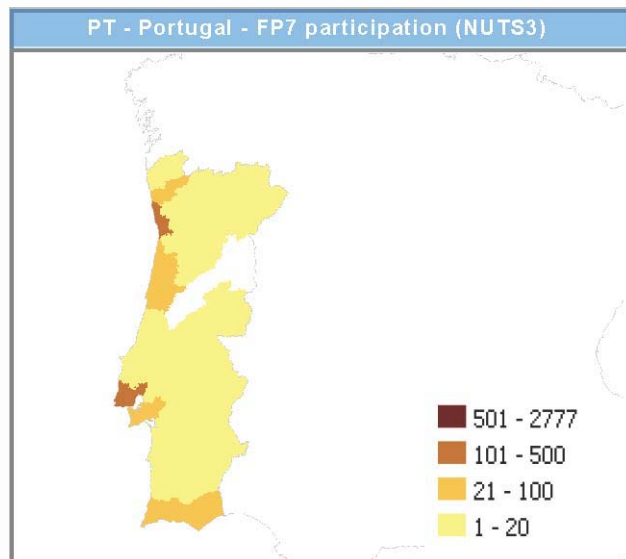 PT - Portugal - FP7 participation (NUTS3)
501 - 2777
101 - 500
21 - 100
1 - 20